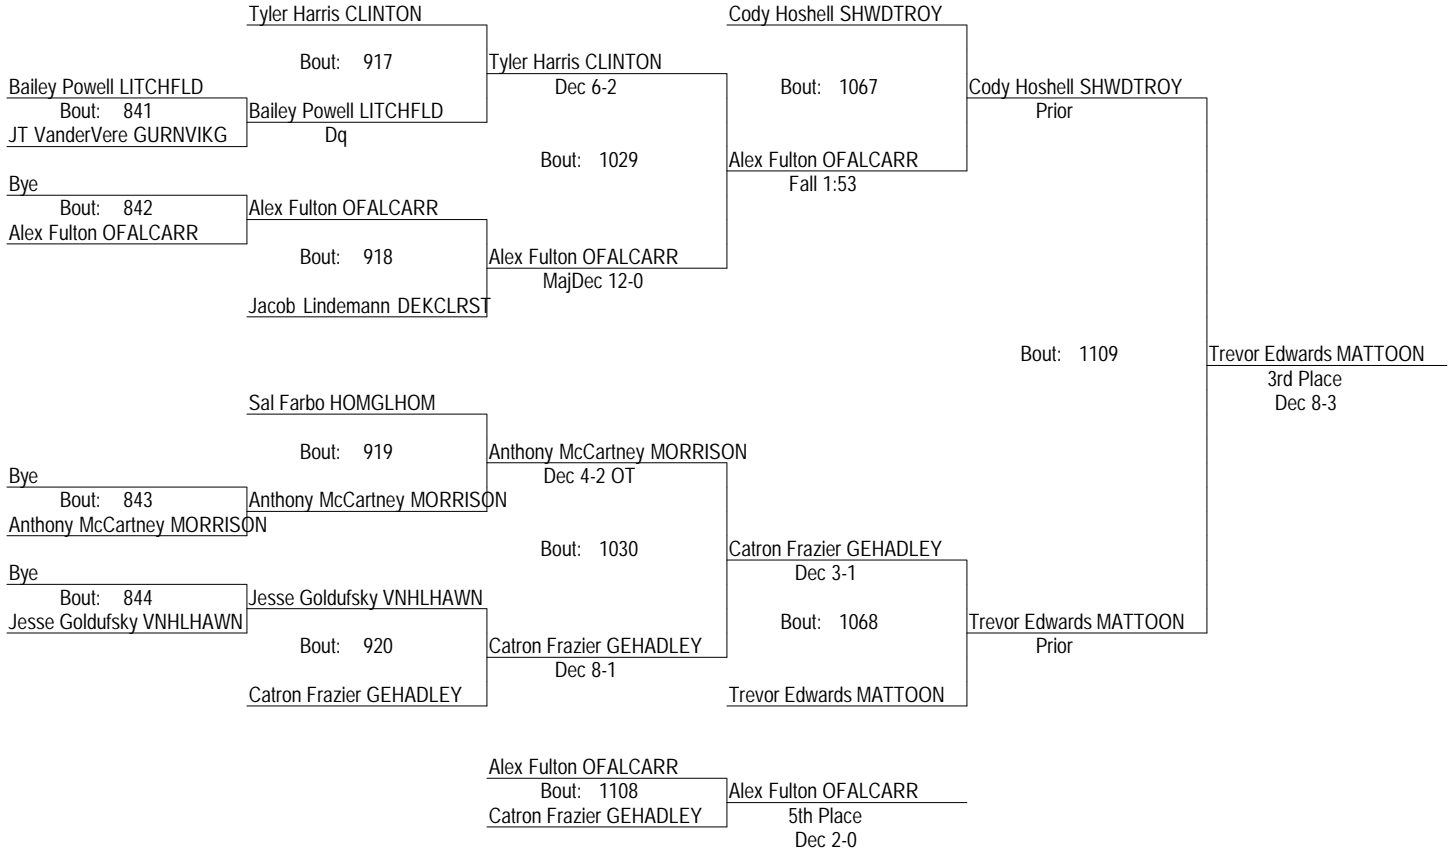 Tyler Harris CLINTON
Cody Hoshell SHWDTROY
Bout: 917
Tyler Harris CLINTON
Dec 6-2
Bout: 1067
Cody Hoshell SHWDTROY
Prior
Bailey Powell LITCHFLD
Bout: 841
JT VanderVere GURNVIKG
Bailey Powell LITCHFLD
Dq
Bout: 1029
Alex Fulton OFALCARR
Fall 1:53
Bye
Bout: 842
Alex Fulton OFALCARR
Alex Fulton OFALCARR
Bout: 918
Alex Fulton OFALCARR
MajDec 12-0
Jacob Lindemann DEKCLRST
Bout: 1109
Trevor Edwards MATTOON
3rd Place
Dec 8-3
Sal Farbo HOMGLHOM
Bout: 919
Anthony McCartney MORRISON
Dec 4-2 OT
Bye
Bout: 843
Anthony McCartney MORRISON
Anthony McCartney MORRISON
Bout: 1030
Catron Frazier GEHADLEY
Dec 3-1
Bye
Bout: 844
Jesse Goldufsky VNHLHAWN
Jesse Goldufsky VNHLHAWN
Bout: 1068
Trevor Edwards MATTOON
Prior
Bout: 920
Catron Frazier GEHADLEY
Dec 8-1
Catron Frazier GEHADLEY
Trevor Edwards MATTOON
Alex Fulton OFALCARR
Bout: 1108
Catron Frazier GEHADLEY
Alex Fulton OFALCARR
5th Place
Dec 2-0